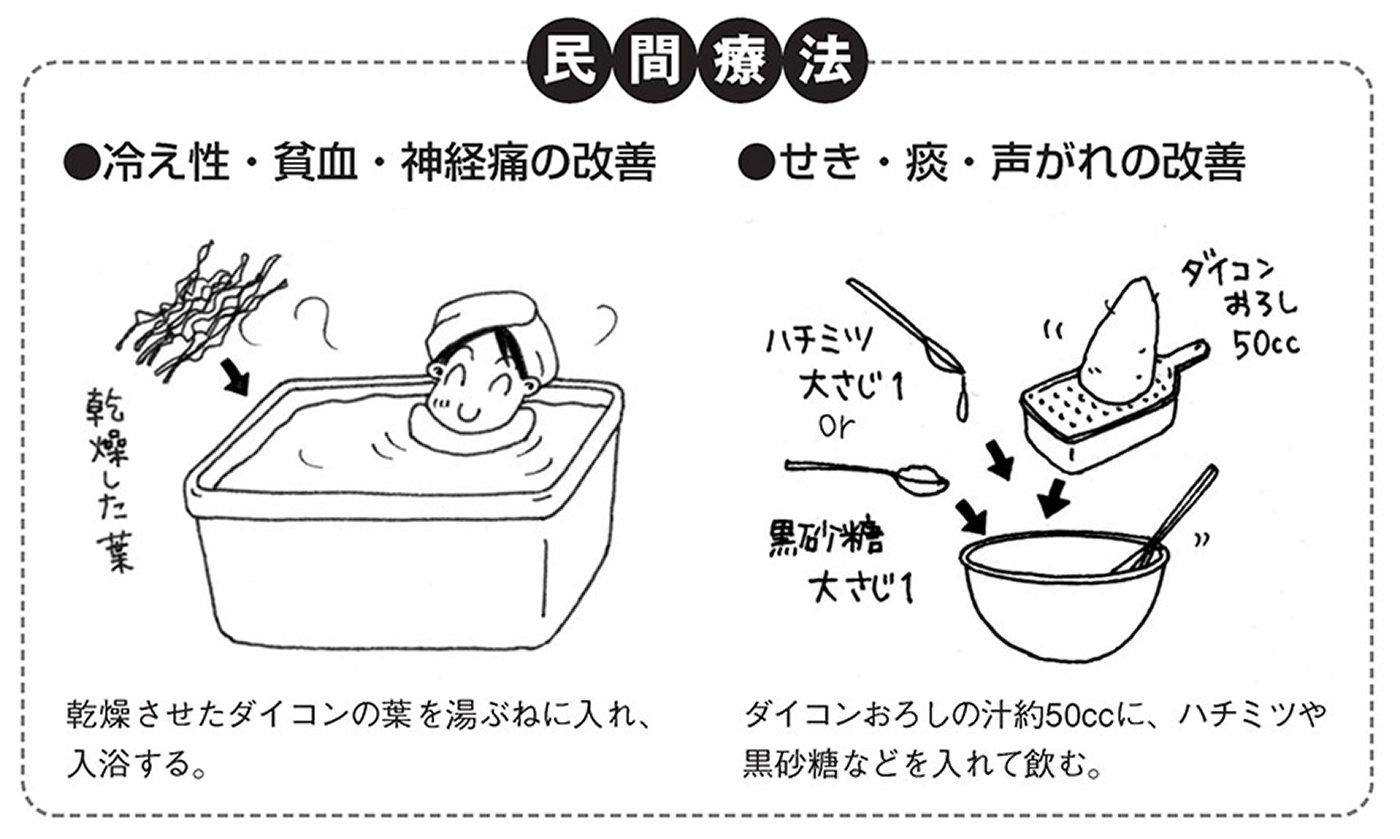 民間療法
●冷え性・貧血・神経痛の改善
乾燥した葉
乾燥させたダイコンの葉を湯ぶねに入れ、
入浴する。
●せき・痰・声がれの改善
ハチミツ
大さじ1
or
黒砂糖
大さじ1
ダイコン
おろし
50cc
ダイコンおろしの汁約50ccに、ハチミツや
黒砂糖などを入れて飲む。